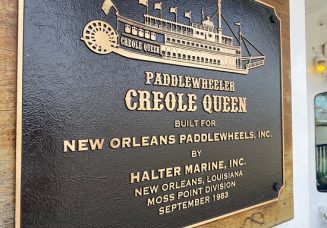 CREOLE QUEEN
PADDLEWHEELER
CREOLE QUEEN
BUILT FOR
NEW ORLEANS PADDLEWHEELS, INC.
BY
HALTER MARINE, INC.
NEW ORLEANS, LOUISIANA
MOSS POINT DIVISION
SEPTEMBER 1983